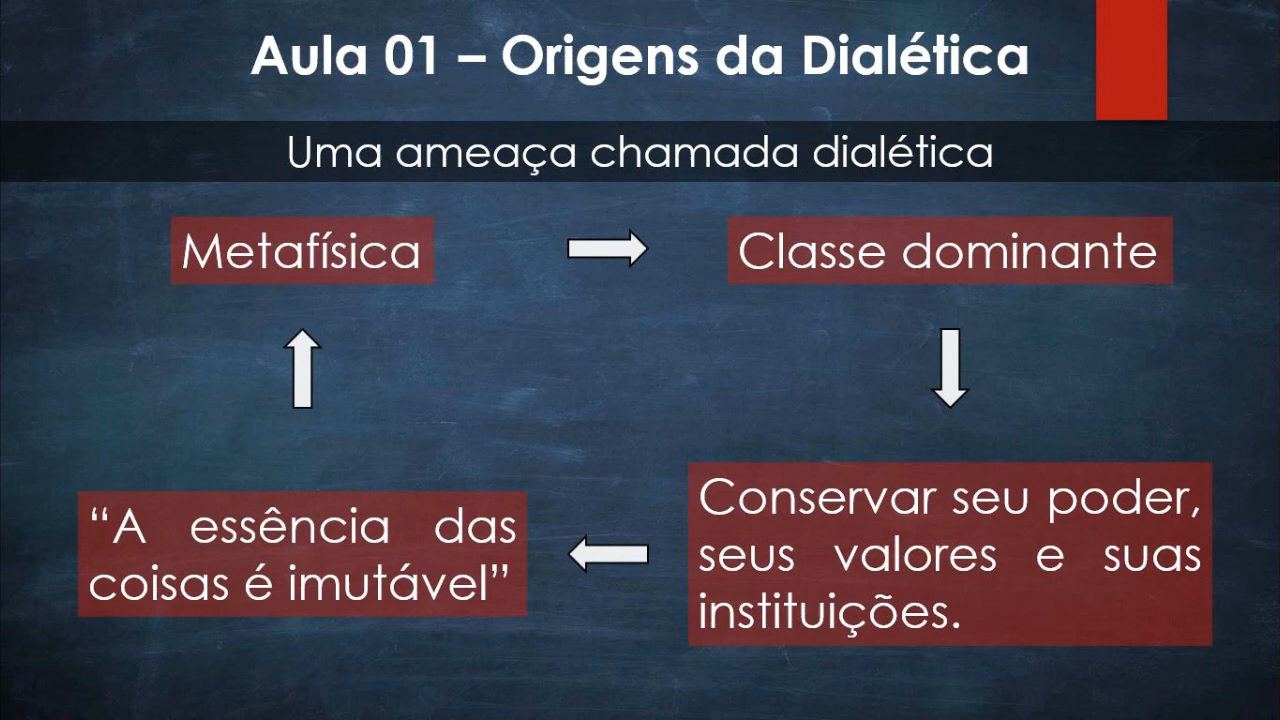 Aula 01 – Origens da Dialética
Uma ameaça chamada dialética
Metafísica
Classe dominante
Conservar seu poder,
seus valores e suas
instituições.
“A essência das
coisas é imutável”